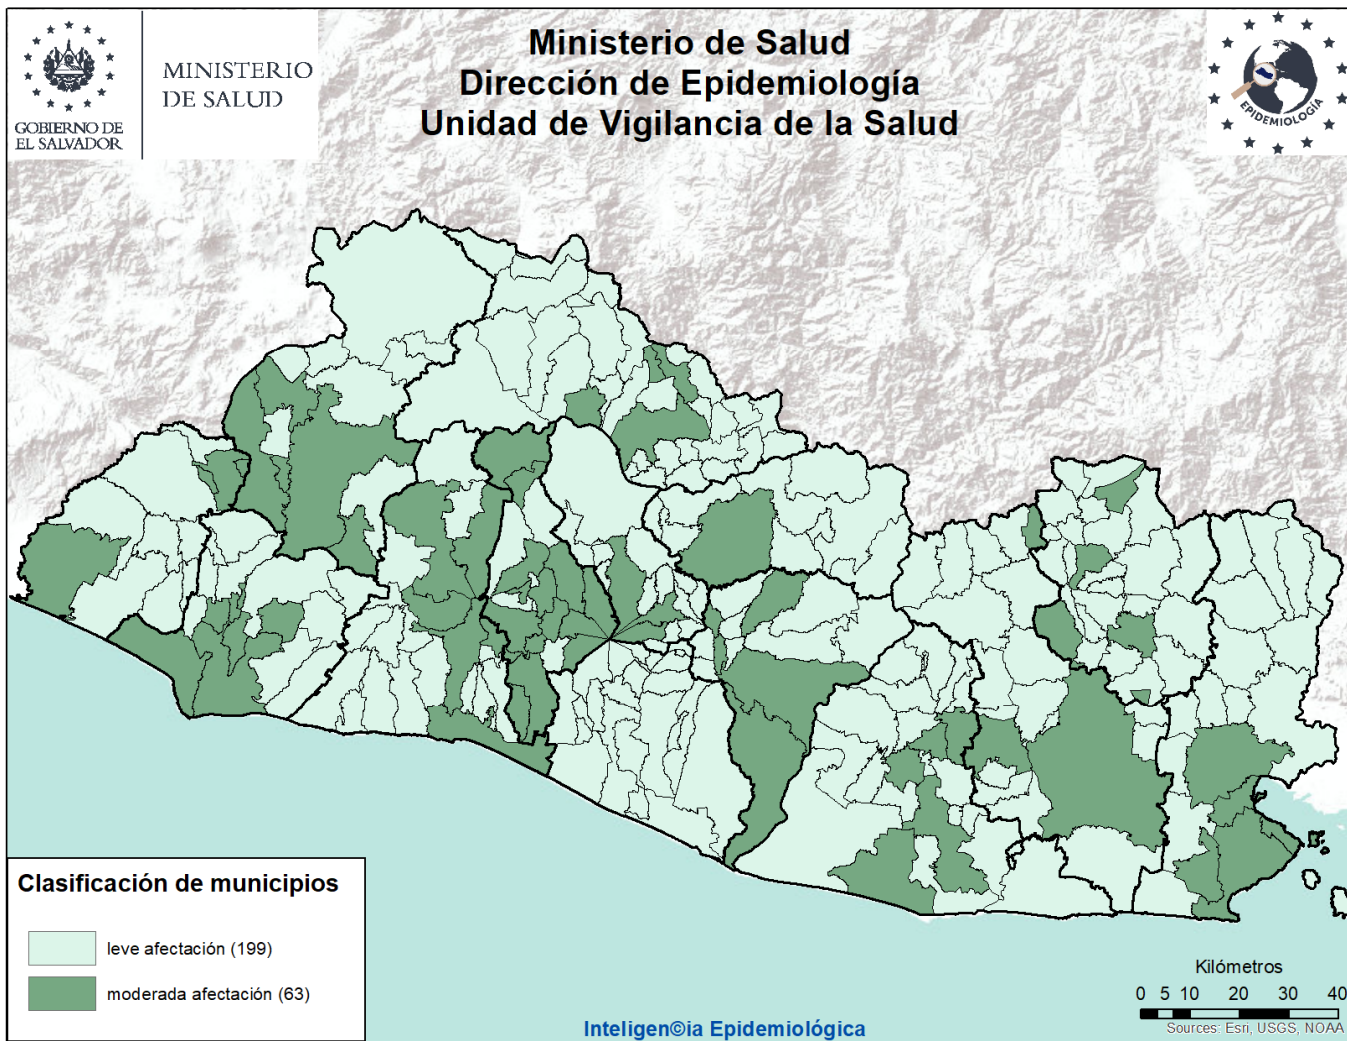 MINISTERIO
DE SALUD
GOBIERNO DE
EL SALVADOR
Ministerio de Salud
Dirección de Epidemiología
Unidad de Vigilancia de la Salud
EPIDEMIOLOGÍA
Clasificación de municipios
leve afectación (199)
moderada afectación (63)
Inteligen©ia Epidemiológica
Kilómetros
0 5 10 20 30 40
Sources: Esri, USGS, NOAA